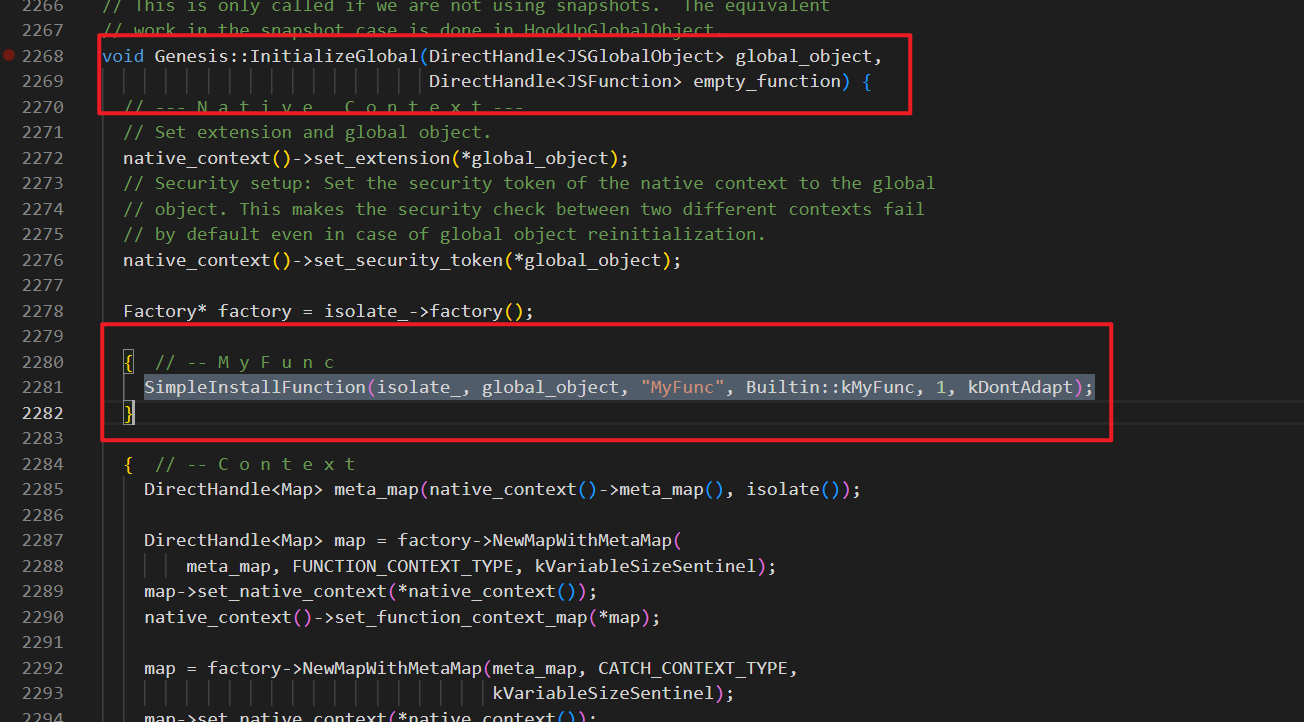 2266 // This is only called if we are not using snapshots.  The equivalent
2267 // work in the snapshot case is done in HookUpGlobalObject.
2268 void Genesis::InitializeGlobal(DirectHandle<JSGlobalObject> global_object,
2269                                DirectHandle<JSFunction> empty_function) {
2270   // --- N a t i v e   C o n t e x t ---
2271   // Set extension and global object.
2272   native_context()->set_extension(*global_object);
2273   // Security setup: Set the security token of the native context to the global
2274   // object. This makes the security check between two different contexts fail
2275   // by default even in case of global object reinitialization.
2276   native_context()->set_security_token(*global_object);
2277
2278   Factory* factory = isolate_->factory();
2279
2280   {  // -- M y F u n c
2281     SimpleInstallFunction(isolate_, global_object, "MyFunc", Builtin::kMyFunc, 1, kDontAdapt);
2282   }
2283
2284   {  // -- C o n t e x t
2285     DirectHandle<Map> meta_map(native_context()->meta_map(), isolate());
2286
2287     DirectHandle<Map> map = factory->NewMapWithMetaMap(
2288         meta_map, FUNCTION_CONTEXT_TYPE, kVariableSizeSentinel);
2289     map->set_native_context(*native_context());
2290     native_context()->set_function_context_map(*map);
2291
2292     map = factory->NewMapWithMetaMap(meta_map, CATCH_CONTEXT_TYPE,
2293                                      kVariableSizeSentinel);
2294     map->set_native_context(*native_context());